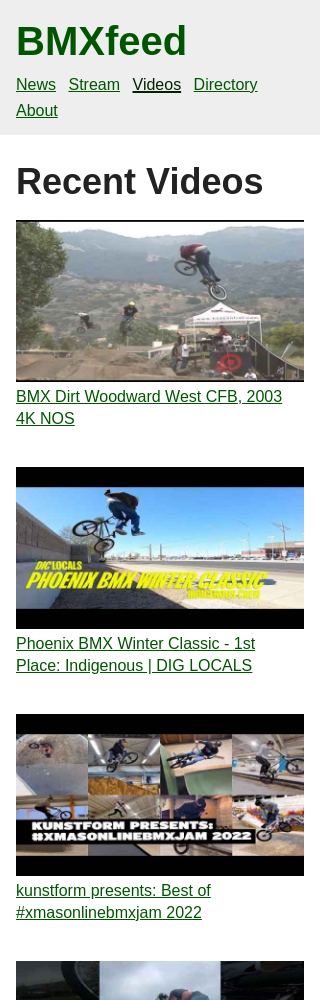 BMXfeed
News Stream Videos Directory
About
Recent Videos
BMX Dirt Woodward West CFB, 2003
4K NOS
DIG LOCALS
PHOENIX BMX WINTER CLASSIC
Phoenix BMX Winter Classic - 1st
Place: Indigenous | DIG LOCALS
KUNSTFORM PRESENTS:
#XMASONLINEBMXJAM 2022
kunstform presents: Best of
#xmasonlinebmxjam 2022